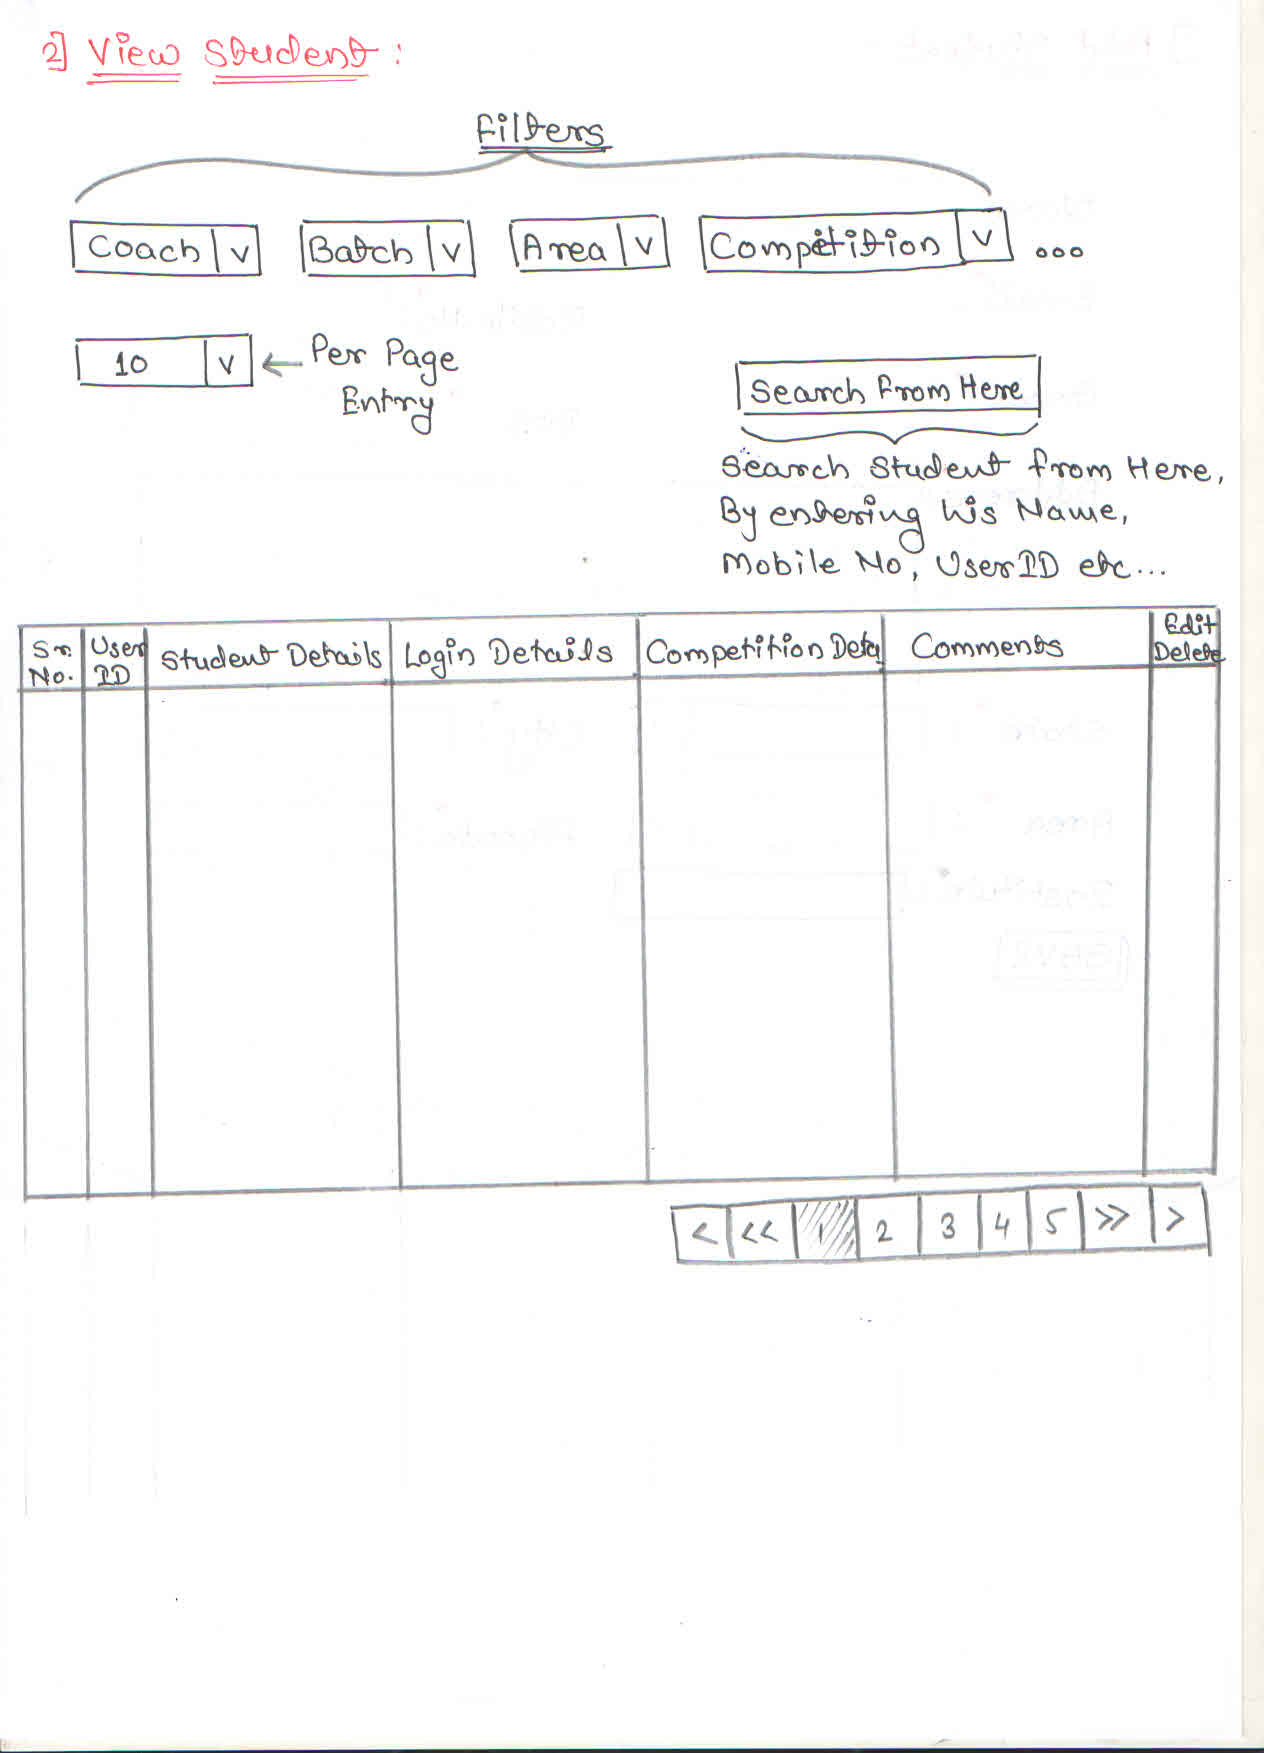 2] View Student :
Filters
Coach v Batch v Area v Competition v ...
10 v ← Per Page
Entry
Search From Here
Search Student from Here,
By entering his Name,
Mobile No, User ID etc...
Sr. No. User ID Student Details Login Details Competition Deta Comments Edit Delete
< << 1 2 3 4 5 >> >